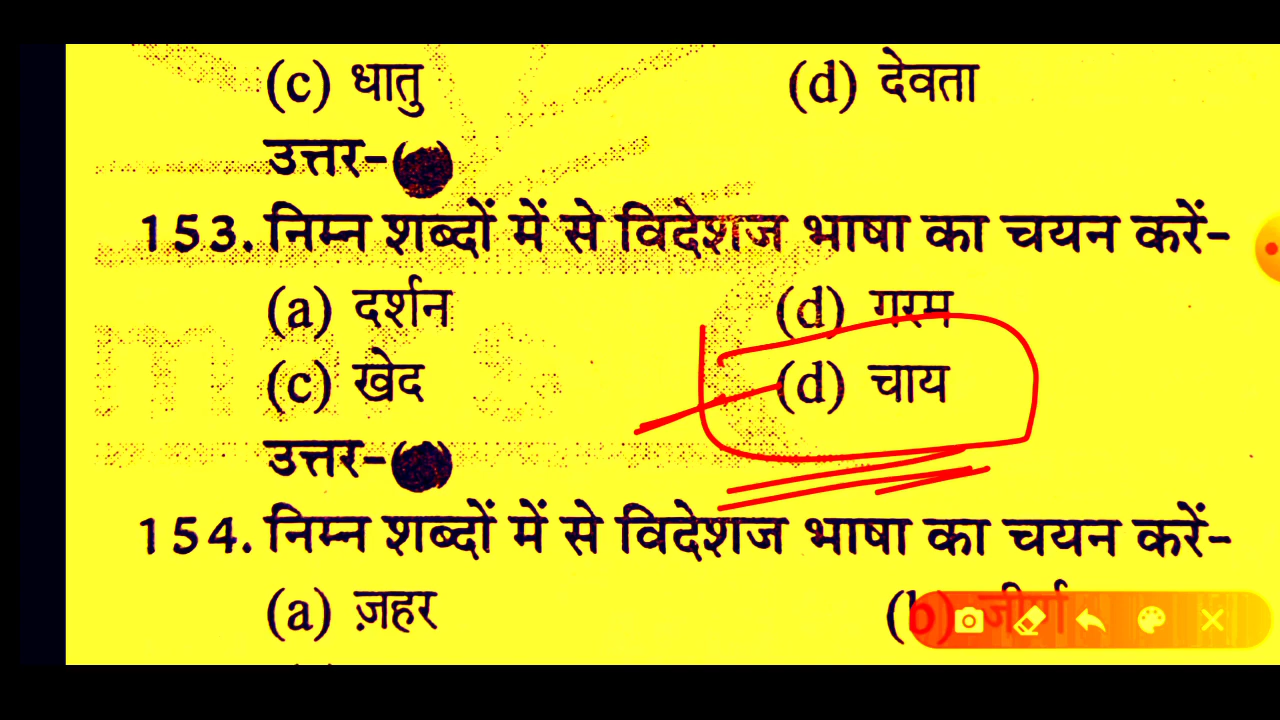 (c) धातु (d) देवता
उत्तर-
153. निम्न शब्दों में से विदेशज भाषा का चयन करें-
(a) दर्शन (d) गरम
(c) खेद (d) चाय
उत्तर-
154. निम्न शब्दों में से विदेशज भाषा का चयन करें-
(a) ज़हर (b) जीर्ण